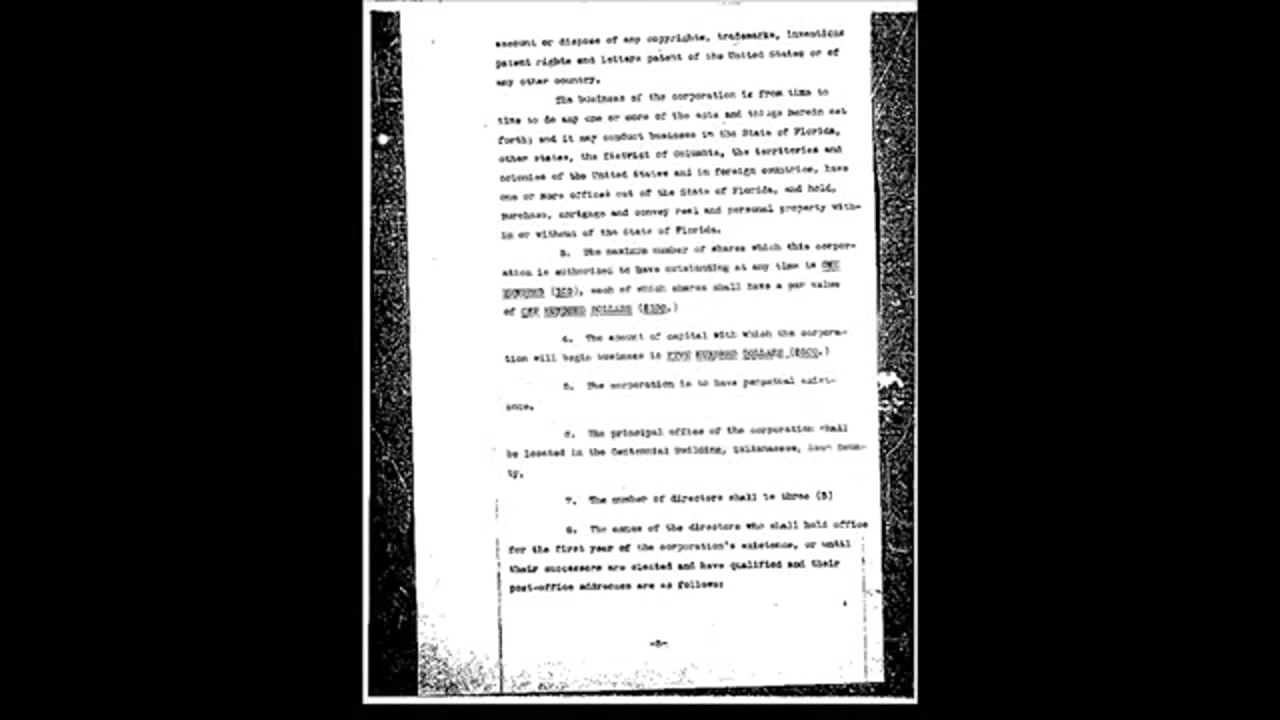 account or dispose of any copyrights, trademarks, inventions
patent rights and letters patent of the United States or of
any other country.
The business of the corporation is from time to
time to do any one or more of the acts and things herein set
forth; and it may conduct business in the State of Florida,
other states, the District of Columbia, the territories and
colonies of the United States and in foreign countries, have
one or more offices out of the State of Florida, and hold,
purchase, mortgage and convey real and personal property with-
in or without of the State of Florida.
3. The maximum number of shares which this corpor-
ation is authorized to have outstanding at any time is ONE
HUNDRED (100), each of which shares shall have a par value
of ONE HUNDRED DOLLARS ($100.)
4. The amount of capital with which the corpora-
tion will begin business is FIVE HUNDRED DOLLARS ($500.)
5. The corporation is to have perpetual exist-
ence.
6. The principal office of the corporation shall
be located in the Centennial Building, Tallahassee, Leon Coun-
ty.
7. The number of directors shall be three (3)
8. The names of the directors who shall hold office
for the first year of the corporation's existence, or until
their successors are elected and have qualified and their
post-office addresses are as follows: